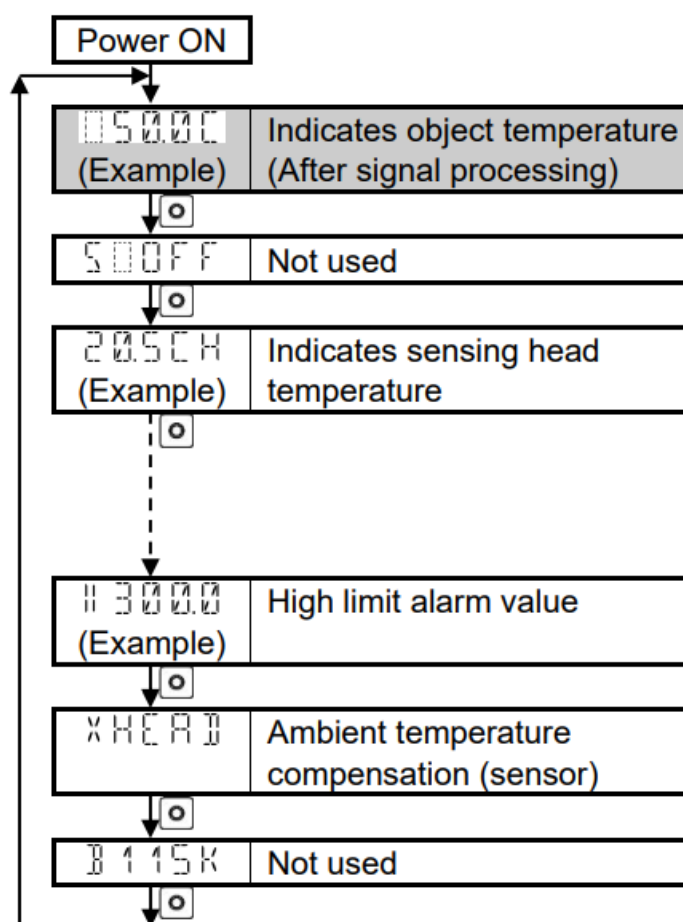 Power ON
50.0C
Indicates object temperature
(Example)
(After signal processing)
S OFF
Not used
20.5CH
Indicates sensing head
(Example)
temperature
|| 300.0
High limit alarm value
(Example)
XHEAD
Ambient temperature
compensation (sensor)
B115K
Not used